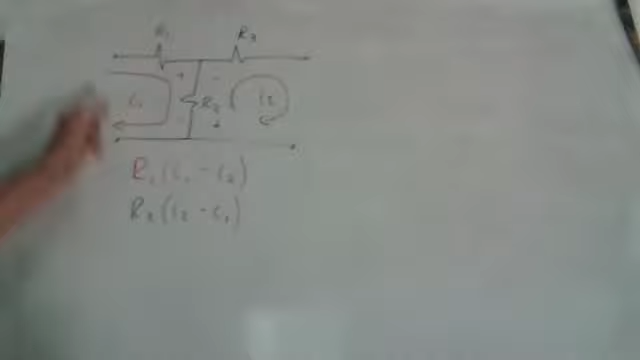 R₁ R₃
i₁ + - R₂ i₂
- +
R₂(i₁ - i₂)
R₂(i₂ - i₁)